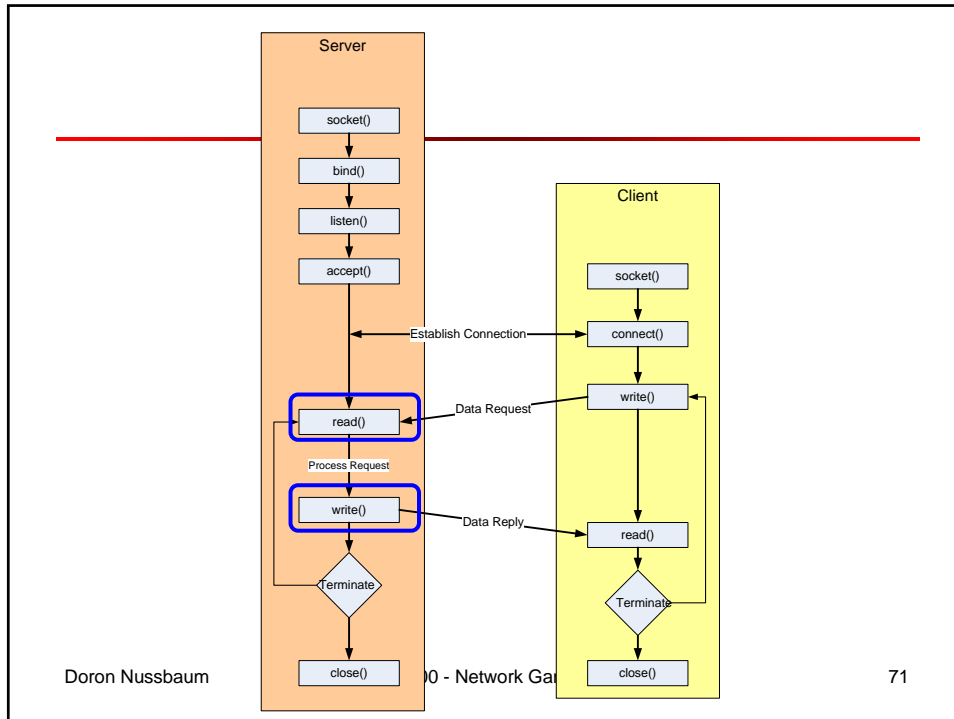 Server
socket()
bind()
listen()
accept()
read()
Process Request
write()
Terminate
close()
Establish Connection
Data Request
Data Reply
Client
socket()
connect()
write()
read()
Terminate
close()
Doron Nussbaum
00 - Network Ga
71